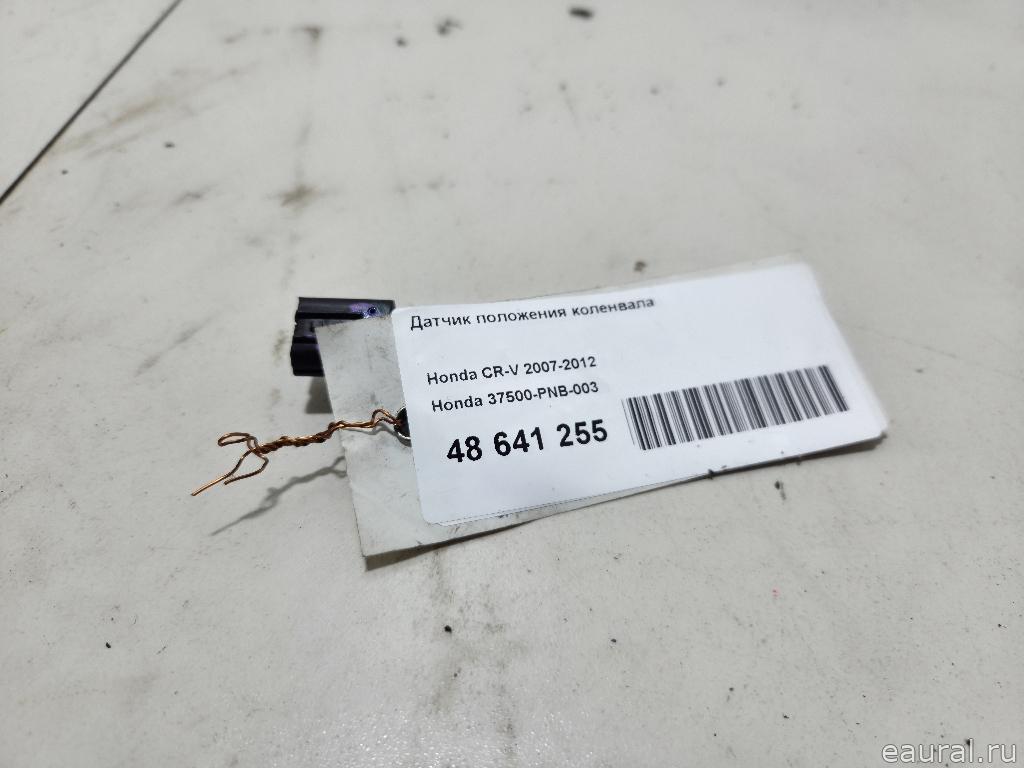 Датчик положения коленвала
Honda CR-V 2007-2012
Honda 37500-PNB-003
48 641 255
eaural.ru